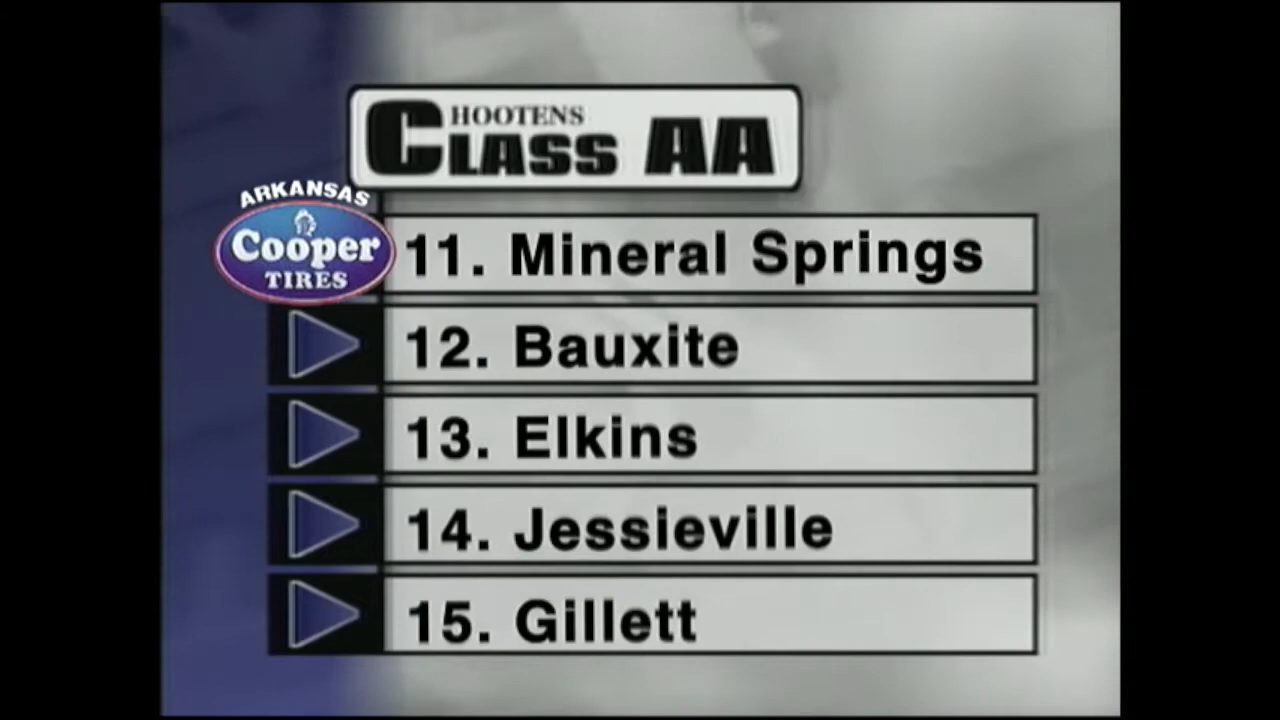 HOOTENS
CLASS AA
ARKANSAS
Cooper
TIRES
11. Mineral Springs
12. Bauxite
13. Elkins
14. Jessieville
15. Gillett